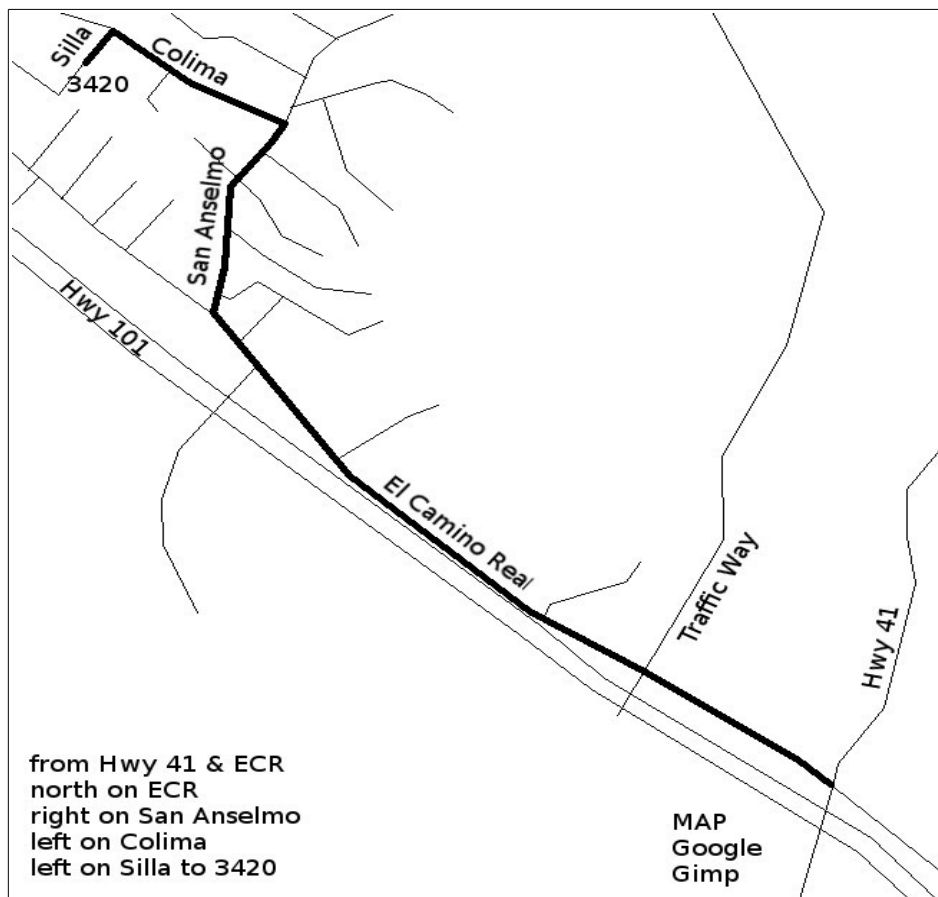 Silla
Colima
3420
San Anselmo
Hwy 101
El Camino Real
Traffic Way
Hwy 41
from Hwy 41 & ECR
north on ECR
right on San Anselmo
left on Colima
left on Silla to 3420
MAP
Google
Gimp